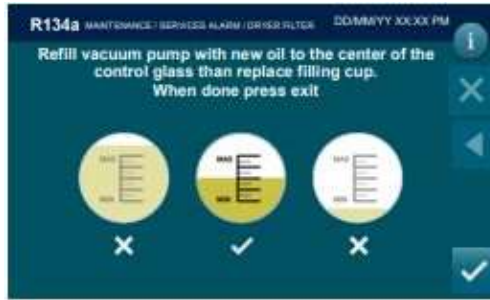 R134a MAINTENANCE / SERVICES ALARM / DRYER FILTER DD/MM/YY XX:XX PM
Refill vacuum pump with new oil to the center of the
control glass than replace filling cup.
When done press exit
MAX MAX MAX
MIN MIN MIN